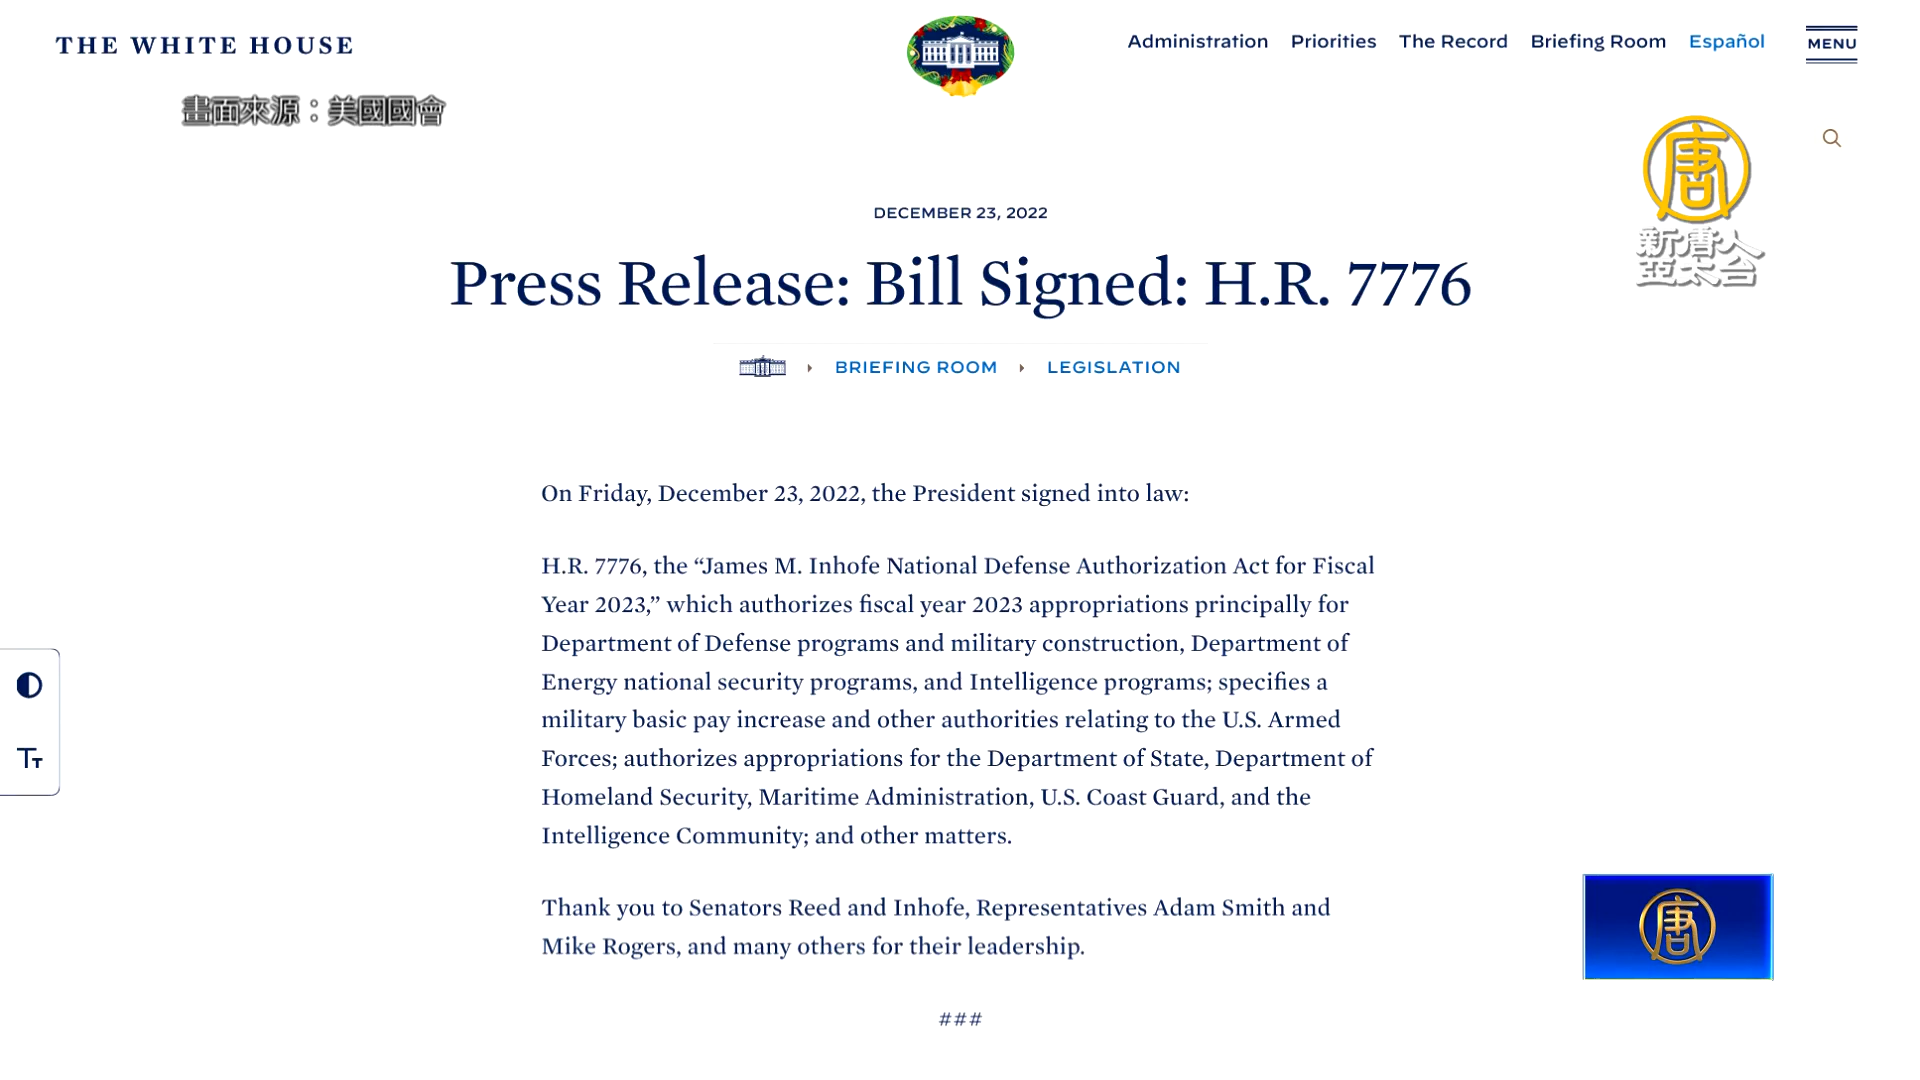 THE WHITE HOUSE
Administration Priorities The Record Briefing Room Español MENU
畫面來源：美國國會
唐
新唐人
亞太台
DECEMBER 23, 2022
Press Release: Bill Signed: H.R. 7776
BRIEFING ROOM LEGISLATION
On Friday, December 23, 2022, the President signed into law:
H.R. 7776, the “James M. Inhofe National Defense Authorization Act for Fiscal
Year 2023,” which authorizes fiscal year 2023 appropriations principally for
Department of Defense programs and military construction, Department of
Energy national security programs, and Intelligence programs; specifies a
military basic pay increase and other authorities relating to the U.S. Armed
Forces; authorizes appropriations for the Department of State, Department of
Homeland Security, Maritime Administration, U.S. Coast Guard, and the
Intelligence Community; and other matters.
Tт
Thank you to Senators Reed and Inhofe, Representatives Adam Smith and
Mike Rogers, and many others for their leadership.
唐
###